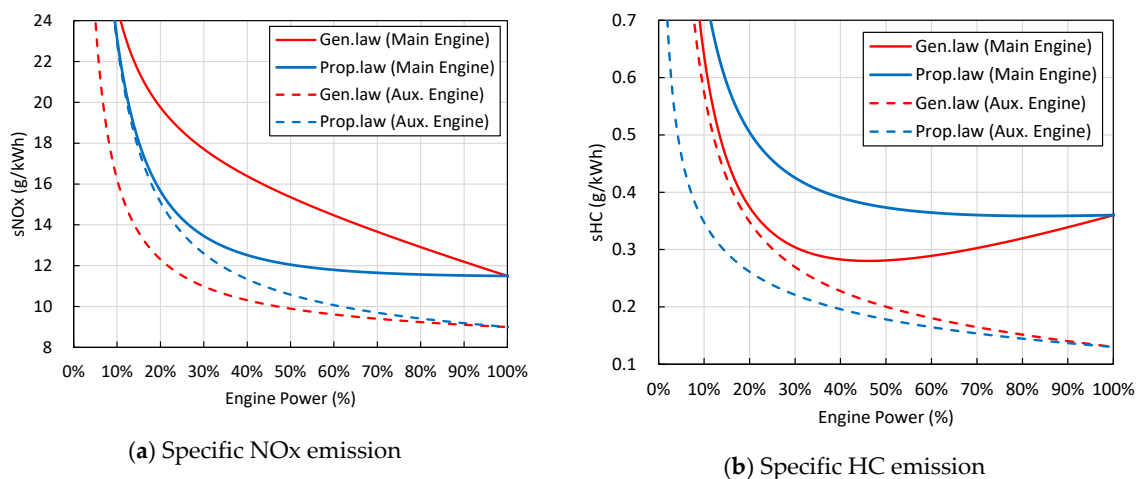 24
22
20
18
16
14
12
10
8
sNOx (g/kWh)
Gen.law (Main Engine)
Prop.law (Main Engine)
Gen.law (Aux. Engine)
Prop.law (Aux. Engine)
0% 10% 20% 30% 40% 50% 60% 70% 80% 90% 100%
Engine Power (%)
(a) Specific NOx emission
0.7
0.6
0.5
0.4
0.3
0.2
0.1
sHC (g/kWh)
Gen.law (Main Engine)
Prop.law (Main Engine)
Gen.law (Aux. Engine)
Prop.law (Aux. Engine)
0% 10% 20% 30% 40% 50% 60% 70% 80% 90% 100%
Engine Power (%)
(b) Specific HC emission